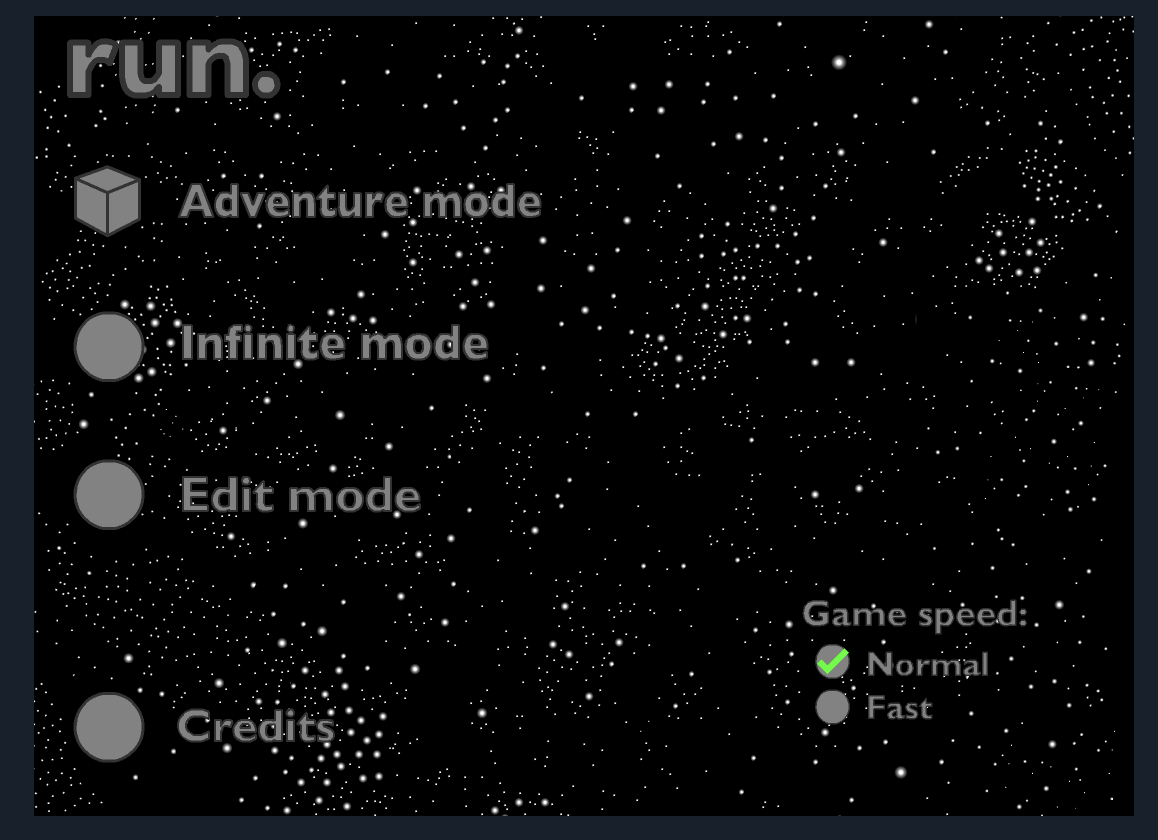 run.
Adventure mode
Infinite mode
Edit mode
Game speed:
Normal
Fast
Credits